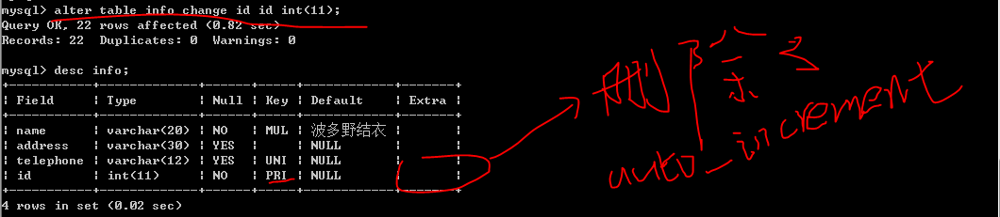 mysql> alter table info change id id int(11);
Query OK, 22 rows affected (0.82 sec)
Records: 22  Duplicates: 0  Warnings: 0
mysql> desc info;
+-----------+-------------+------+-----+------------+-------+
| Field     | Type        | Null | Key | Default    | Extra |
+-----------+-------------+------+-----+------------+-------+
| name      | varchar(20) | NO   | MUL | 波多野结衣 |       |
| address   | varchar(30) | YES  |     | NULL       |       |
| telephone | varchar(12) | YES  | UNI | NULL       |       |
| id        | int(11)     | NO   | PRI | NULL       |       |
+-----------+-------------+------+-----+------------+-------+
4 rows in set (0.02 sec)
删除了
auto_increment